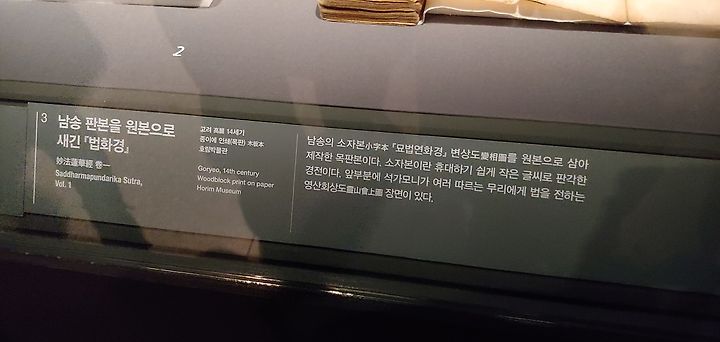 2
3
남송 판본을 원본으로
새긴 『법화경』
妙法蓮華經 卷一
Saddharmapundarika Sutra,
Vol. 1
고려 高麗 14세기
종이에 인쇄(목판) 木板本
호림박물관
Goryeo, 14th century
Woodblock print on paper
Horim Museum
남송의 소자본小字本 『묘법연화경』 변상도變相圖를 원본으로 삼아
제작한 목판본이다. 소자본이란 휴대하기 쉽게 작은 글씨로 판각한
경전이다. 앞부분에 석가모니가 여러 따르는 무리에게 법을 전하는
영산회상도靈山會上圖 장면이 있다.